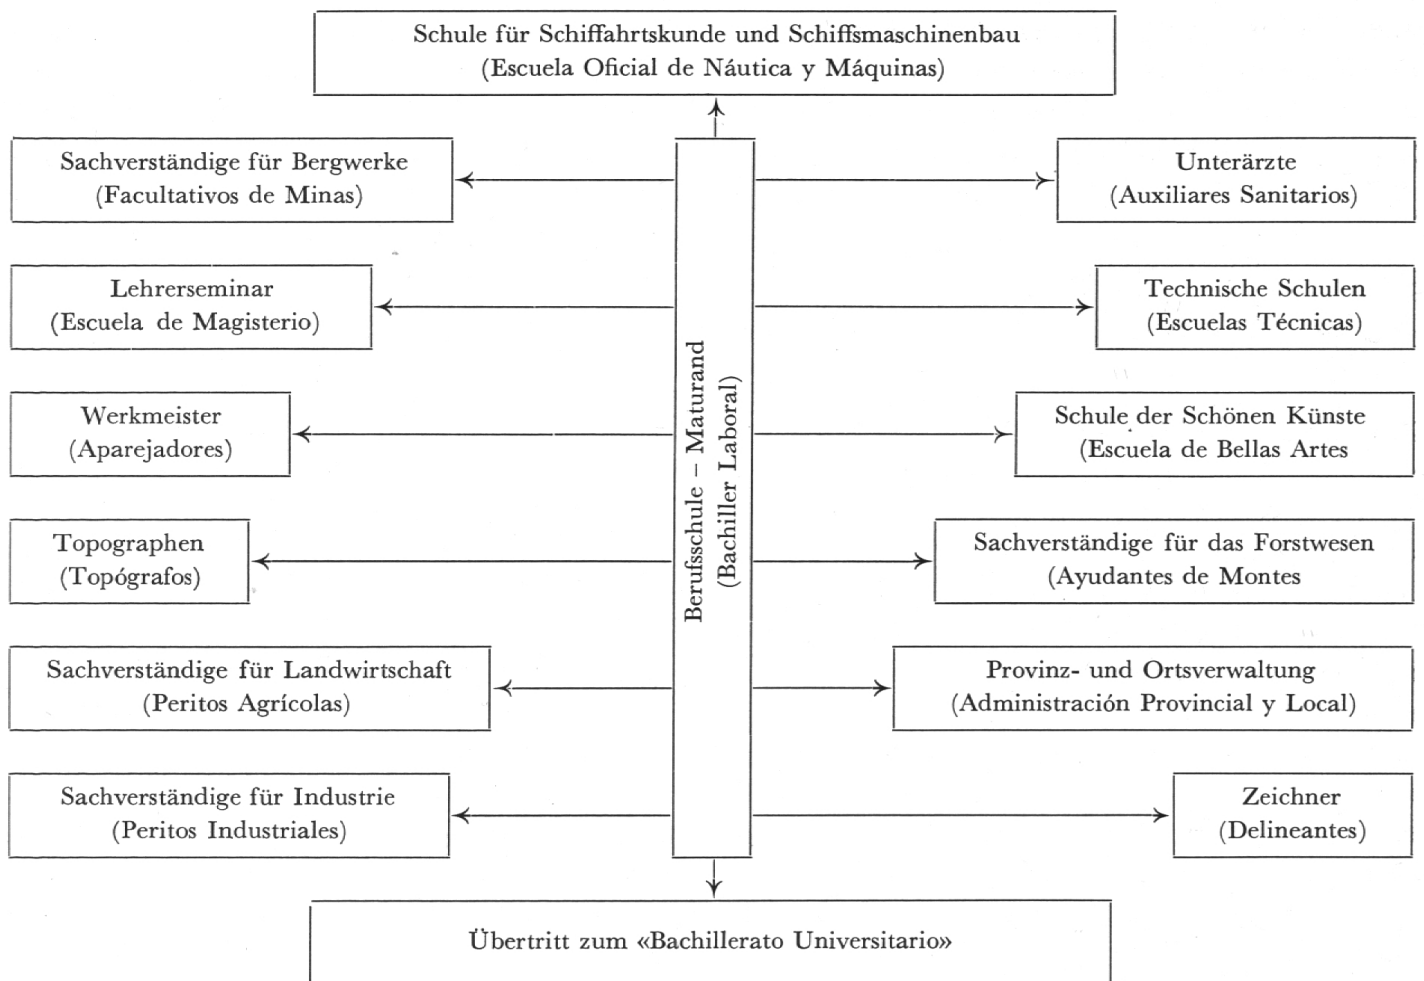 Schule für Schiffahrtskunde und Schiffsmaschinenbau
(Escuela Oficial de Náutica y Máquinas)
Sachverständige für Bergwerke
(Facultativos de Minas)
Unterärzte
(Auxiliares Sanitarios)
Lehrerseminar
(Escuela de Magisterio)
Technische Schulen
(Escuelas Técnicas)
Werkmeister
(Aparejadores)
Berufsschule – Maturand
(Bachiller Laboral)
Schule der Schönen Künste
(Escuela de Bellas Artes
Topographen
(Topógrafos)
Sachverständige für das Forstwesen
(Ayudantes de Montes
Sachverständige für Landwirtschaft
(Peritos Agrícolas)
Provinz- und Ortsverwaltung
(Administración Provincial y Local)
Sachverständige für Industrie
(Peritos Industriales)
Zeichner
(Delineantes)
Übertritt zum «Bachillerato Universitario»